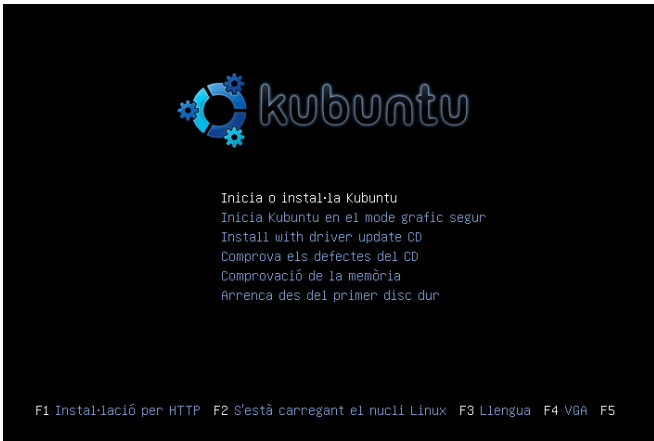 kubuntu
Inicia o instal·la Kubuntu
Inicia Kubuntu en el mode grafic segur
Install with driver update CD
Comprova els defectes del CD
Comprovació de la memòria
Arrenca des del primer disc dur
F1 Instal·lació per HTTP F2 S'està carregant el nucli Linux F3 Llengua F4 VGA F5